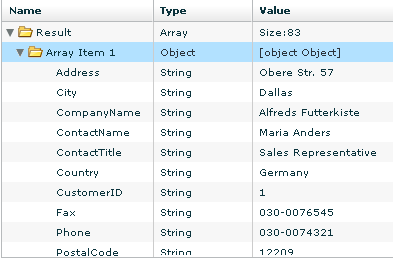 Name Type Value
Result Array Size:83
Array Item 1 Object [object Object]
Address String Obere Str. 57
City String Dallas
CompanyName String Alfreds Futterkiste
ContactName String Maria Anders
ContactTitle String Sales Representative
Country String Germany
CustomerID String 1
Fax String 030-0076545
Phone String 030-0074321
PostalCode String 12209